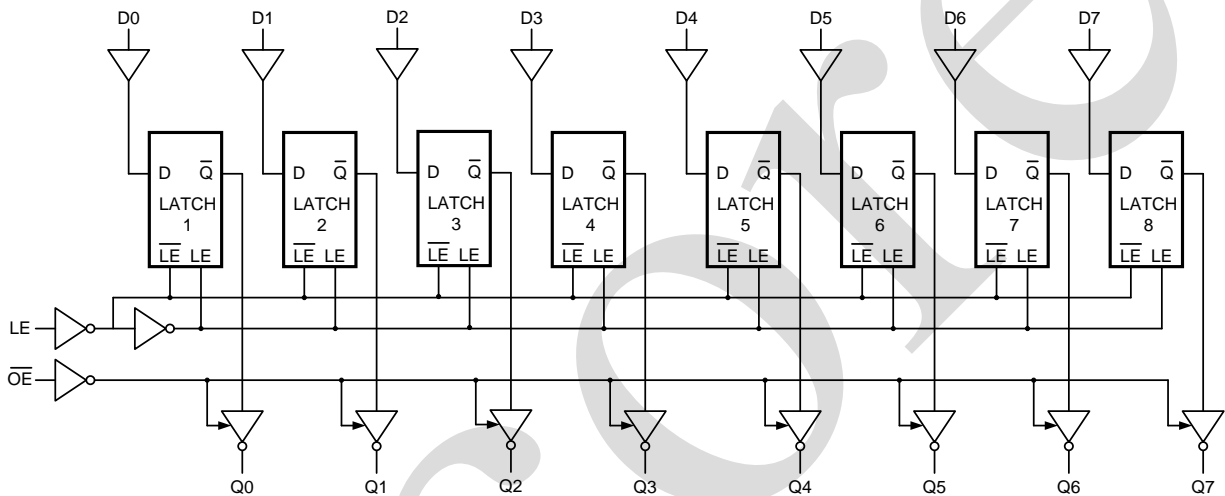 D0 D1 D2 D3 D4 D5 D6 D7
D Q̅ D Q̅ D Q̅ D Q̅ D Q̅ D Q̅ D Q̅ D Q̅
LATCH LATCH LATCH LATCH LATCH LATCH LATCH LATCH
1 2 3 4 5 6 7 8
L̅E̅ LE L̅E̅ LE L̅E̅ LE L̅E̅ LE L̅E̅ LE L̅E̅ LE L̅E̅ LE L̅E̅ LE
LE
O̅E̅
Q0 Q1 Q2 Q3 Q4 Q5 Q6 Q7